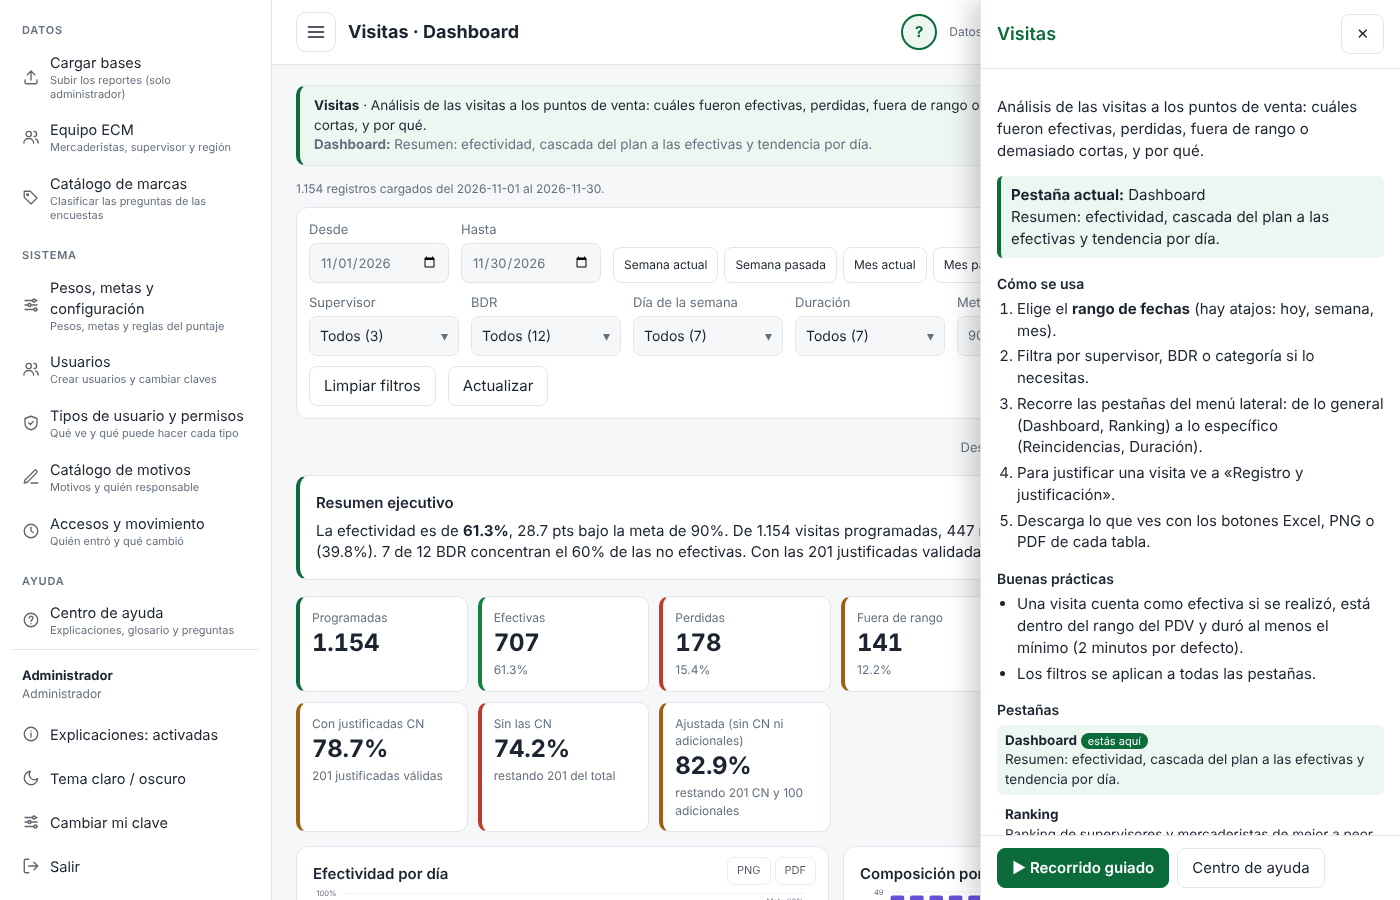 DATOS
Cargar bases
Subir los reportes (solo
administrador)
Equipo ECM
Mercaderistas, supervisor y región
Catálogo de marcas
Clasificar las preguntas de las
encuestas
SISTEMA
Pesos, metas y
configuración
Pesos, metas y reglas del puntaje
Usuarios
Crear usuarios y cambiar claves
Tipos de usuario y permisos
Qué ve y qué puede hacer cada tipo
Catálogo de motivos
Motivos y quién responsable
Accesos y movimiento
Quién entró y qué cambió
AYUDA
Centro de ayuda
Explicaciones, glosario y preguntas
Administrador
Administrador
Explicaciones: activadas
Tema claro / oscuro
Cambiar mi clave
Salir
Visitas · Dashboard
?
Datos
Visitas · Análisis de las visitas a los puntos de venta: cuáles fueron efectivas, perdidas, fuera de rango o
cortas, y por qué.
Dashboard: Resumen: efectividad, cascada del plan a las efectivas y tendencia por día.
1.154 registros cargados del 2026-11-01 al 2026-11-30.
Desde
Hasta
11/01/2026
11/30/2026
Semana actual
Semana pasada
Mes actual
Mes
Supervisor
BDR
Día de la semana
Duración
Todos (3)
Todos (12)
Todos (7)
Todos (7)
Limpiar filtros
Actualizar
Resumen ejecutivo
La efectividad es de 61.3%, 28.7 pts bajo la meta de 90%. De 1.154 visitas programadas, 447
(39.8%). 7 de 12 BDR concentran el 60% de las no efectivas. Con las 201 justificadas validada
Programadas
1.154
Efectivas
707
61.3%
Perdidas
178
15.4%
Fuera de rango
141
12.2%
Con justificadas CN
78.7%
201 justificadas válidas
Sin las CN
74.2%
restando 201 del total
Ajustada (sin CN ni
adicionales)
82.9%
restando 201 CN y 100
adicionales
Efectividad por día
PNG
PDF
100%
Composición por
49
Visitas
×
Análisis de las visitas a los puntos de venta: cuáles
fueron efectivas, perdidas, fuera de rango o
demasiado cortas, y por qué.
Pestaña actual: Dashboard
Resumen: efectividad, cascada del plan a las
efectivas y tendencia por día.
Cómo se usa
1. Elige el rango de fechas (hay atajos: hoy, semana,
mes).
2. Filtra por supervisor, BDR o categoría si lo
necesitas.
3. Recorre las pestañas del menú lateral: de lo general
(Dashboard, Ranking) a lo específico
(Reincidencias, Duración).
4. Para justificar una visita ve a «Registro y
justificación».
5. Descarga lo que ves con los botones Excel, PNG o
PDF de cada tabla.
Buenas prácticas
• Una visita cuenta como efectiva si se realizó, está
dentro del rango del PDV y duró al menos el
mínimo (2 minutos por defecto).
• Los filtros se aplican a todas las pestañas.
Pestañas
Dashboard estás aquí
Resumen: efectividad, cascada del plan a las efectivas y
tendencia por día.
Ranking
Ranking de supervisores y mercaderistas de mejor a peor
▶ Recorrido guiado
Centro de ayuda